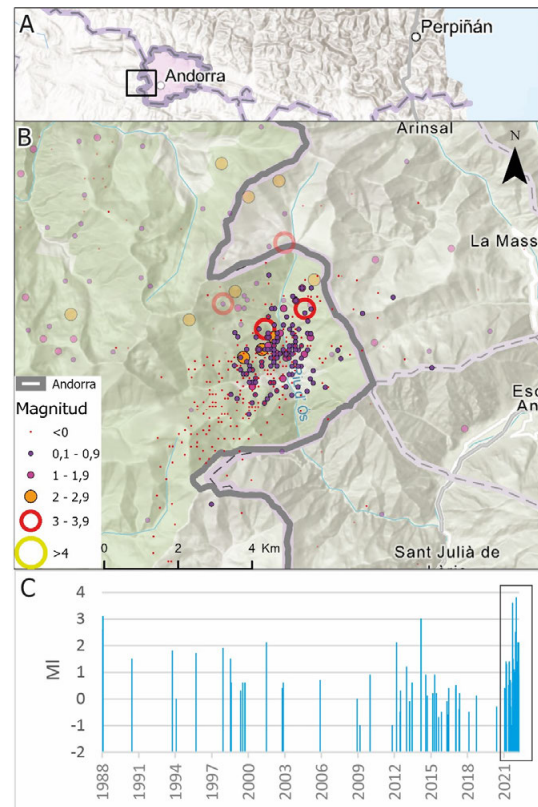 A
Perpiñán
Andorra
B
Arinsal
N
La Mass
Andorra
Magnitud
<0
0,1 - 0,9
1 - 1,9
2 - 2,9
3 - 3,9
>4
Os
Esc
An
0 2 4 Km
Sant Julià de
C
Ml
4
3
2
1
0
-1
-2
1988
1991
1994
1997
2000
2003
2006
2009
2012
2015
2018
2021